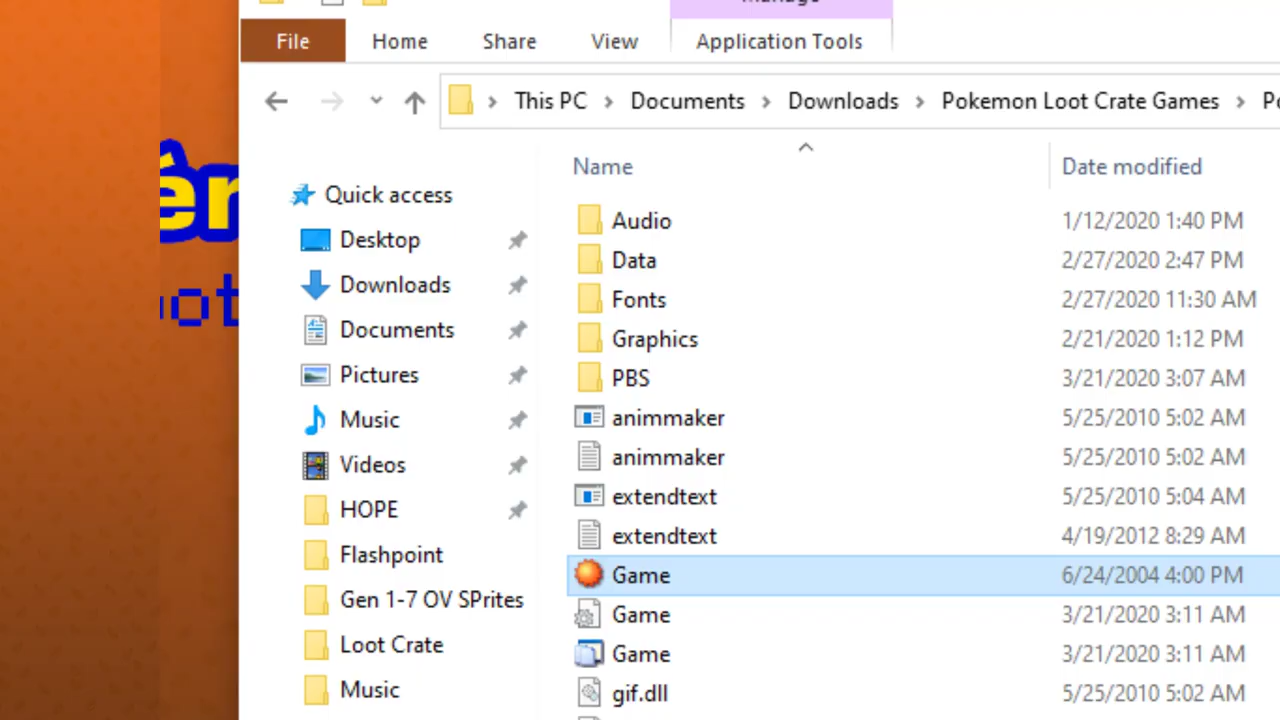 File Home Share View Application Tools
This PC Documents Downloads Pokemon Loot Crate Games
Name Date modified
Quick access
Desktop
Downloads
Documents
Pictures
Music
Videos
HOPE
Flashpoint
Gen 1-7 OV SPrites
Loot Crate
Music
Audio 1/12/2020 1:40 PM
Data 2/27/2020 2:47 PM
Fonts 2/27/2020 11:30 AM
Graphics 2/21/2020 1:12 PM
PBS 3/21/2020 3:07 AM
animmaker 5/25/2010 5:02 AM
animmaker 5/25/2010 5:02 AM
extendtext 5/25/2010 5:04 AM
extendtext 4/19/2012 8:29 AM
Game 6/24/2004 4:00 PM
Game 3/21/2020 3:11 AM
Game 3/21/2020 3:11 AM
gif.dll 5/25/2010 5:02 AM